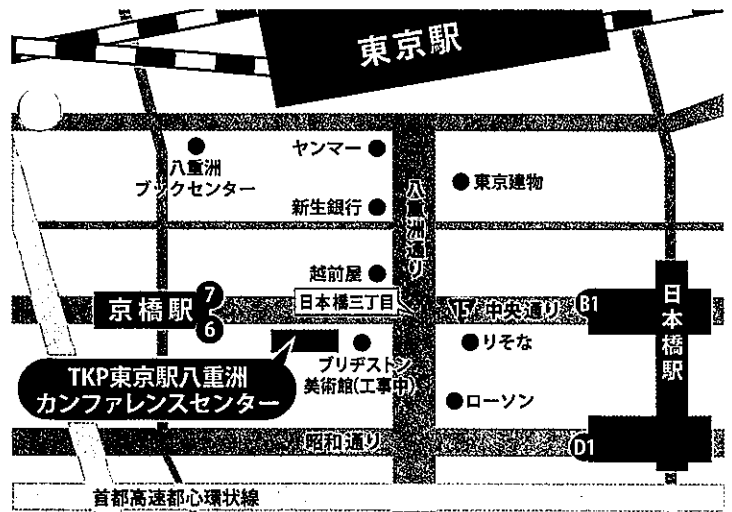 東京駅
八重洲
ブックセンター
ヤンマー
八重洲通り
東京建物
新生銀行
越前屋
日本橋三丁目
京橋駅
7
6
15
中央通り
B1
日本橋駅
ブリヂストン
美術館(工事中)
りそな
TKP東京駅八重洲
カンファレンスセンター
ローソン
昭和通り
D1
首都高速都心環状線